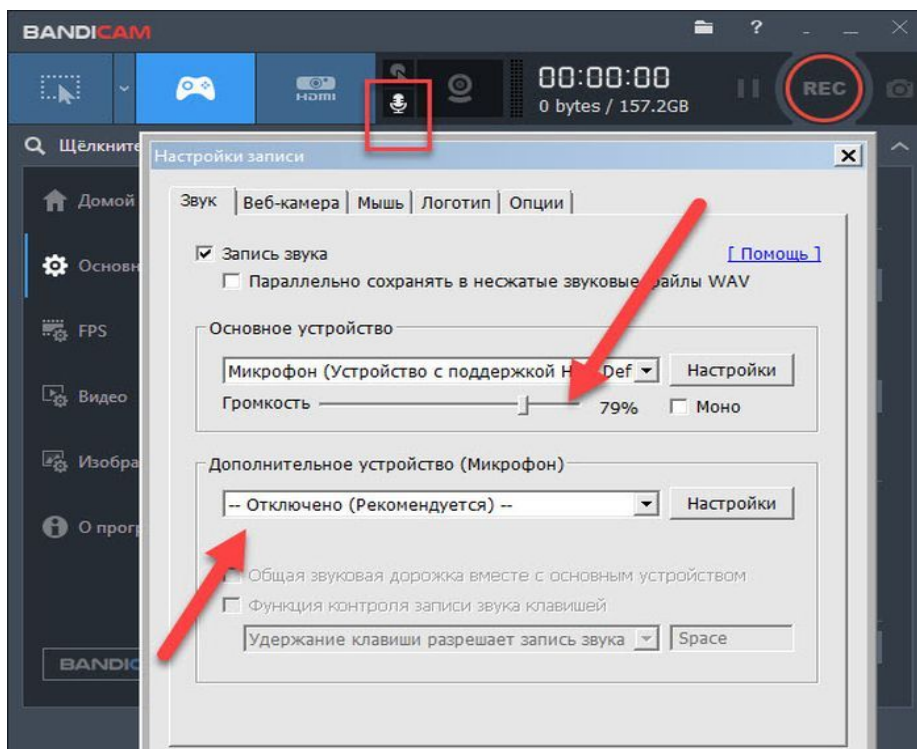 BANDICAM
?
HDMI
00:00:00
0 bytes / 157.2GB
REC
Щёлкните
Настройки записи
Домой
Звук Веб-камера Мышь Логотип Опции
Запись звука [ Помощь ]
Параллельно сохранять в несжатые звуковые файлы WAV
Основн
FPS
Основное устройство
Микрофон (Устройство с поддержкой Def Настройки
Видео
Громкость 79% Моно
Изобра
Дополнительное устройство (Микрофон)
-- Отключено (Рекомендуется) -- Настройки
О прогр
Общая звуковая дорожка вместе с основным устройством
Функция контроля записи звука клавишей
Удержание клавиши разрешает запись звука Space
BANDIC